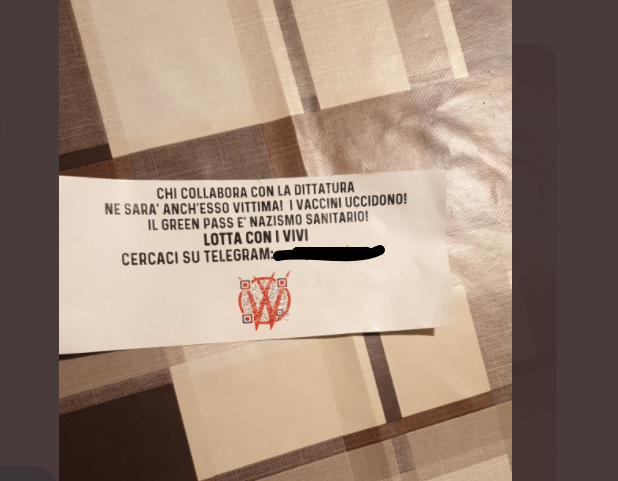 CHI COLLABORA CON LA DITTATURA
NE SARA' ANCH'ESSO VITTIMA! I VACCINI UCCIDONO!
IL GREEN PASS E' NAZISMO SANITARIO!
LOTTA CON I VIVI
CERCACI SU TELEGRAM:
W